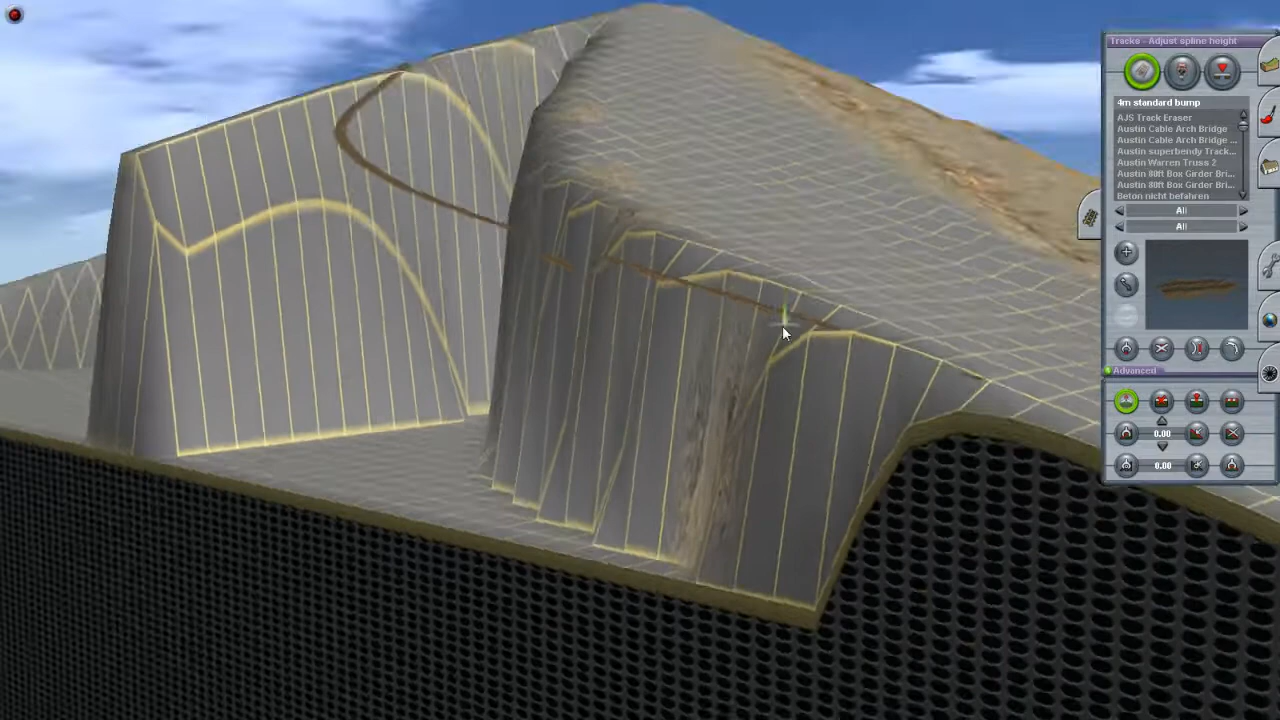 Tracks - Adjust spline height
4m standard bump
AJS Track Eraser
Austin Cable Arch Bridge
Austin Cable Arch Bridge ...
Austin superbendy Track...
Austin Warren Truss 2
Austin 80ft Box Girder Bri...
Austin 80ft Box Girder Bri...
Beton nicht befahren
All
All
Advanced
0.00
0.00